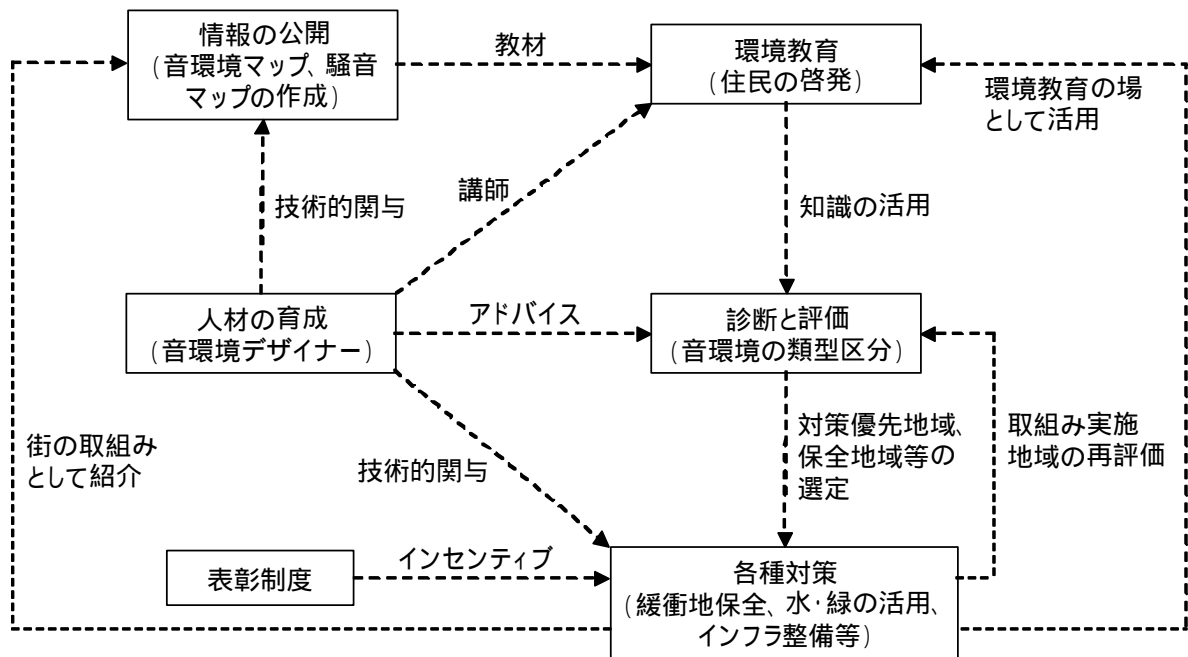 情報の公開
(音環境マップ、騒音
マップの作成)
教材
環境教育
(住民の啓発)
環境教育の場
として活用
技術的関与
講師
知識の活用
人材の育成
(音環境デザイナー)
アドバイス
診断と評価
(音環境の類型区分)
街の取組み
として紹介
技術的関与
対策優先地域、
保全地域等の
選定
取組み実施
地域の再評価
表彰制度
インセンティブ
各種対策
(緩衝地保全、水・緑の活用、
インフラ整備等)